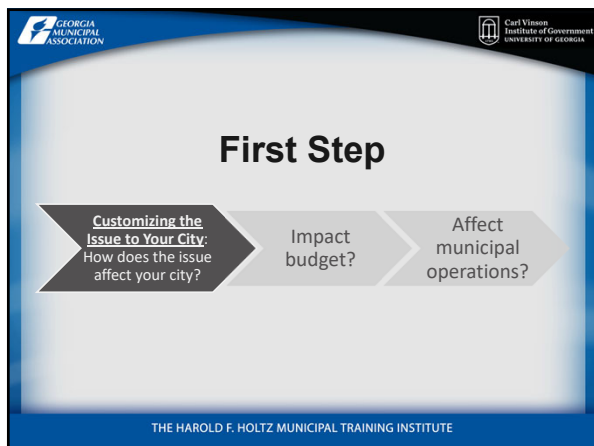 GEORGIA
MUNICIPAL
ASSOCIATION
Carl Vinson
Institute of Government
UNIVERSITY OF GEORGIA
First Step
Customizing the
Issue to Your City:
How does the issue
affect your city?
Impact
budget?
Affect
municipal
operations?
THE HAROLD F. HOLTZ MUNICIPAL TRAINING INSTITUTE